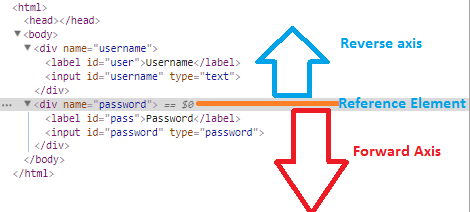 <html>
<head></head>
▼<body>
▼<div name="username">
<label id="user">Username</label>
<input id="username" type="text">
</div>
Reverse axis
··· ▼<div name="password"> == $0
Reference Element
<label id="pass">Password</label>
<input id="password" type="password">
</div>
Forward Axis
</body>
</html>